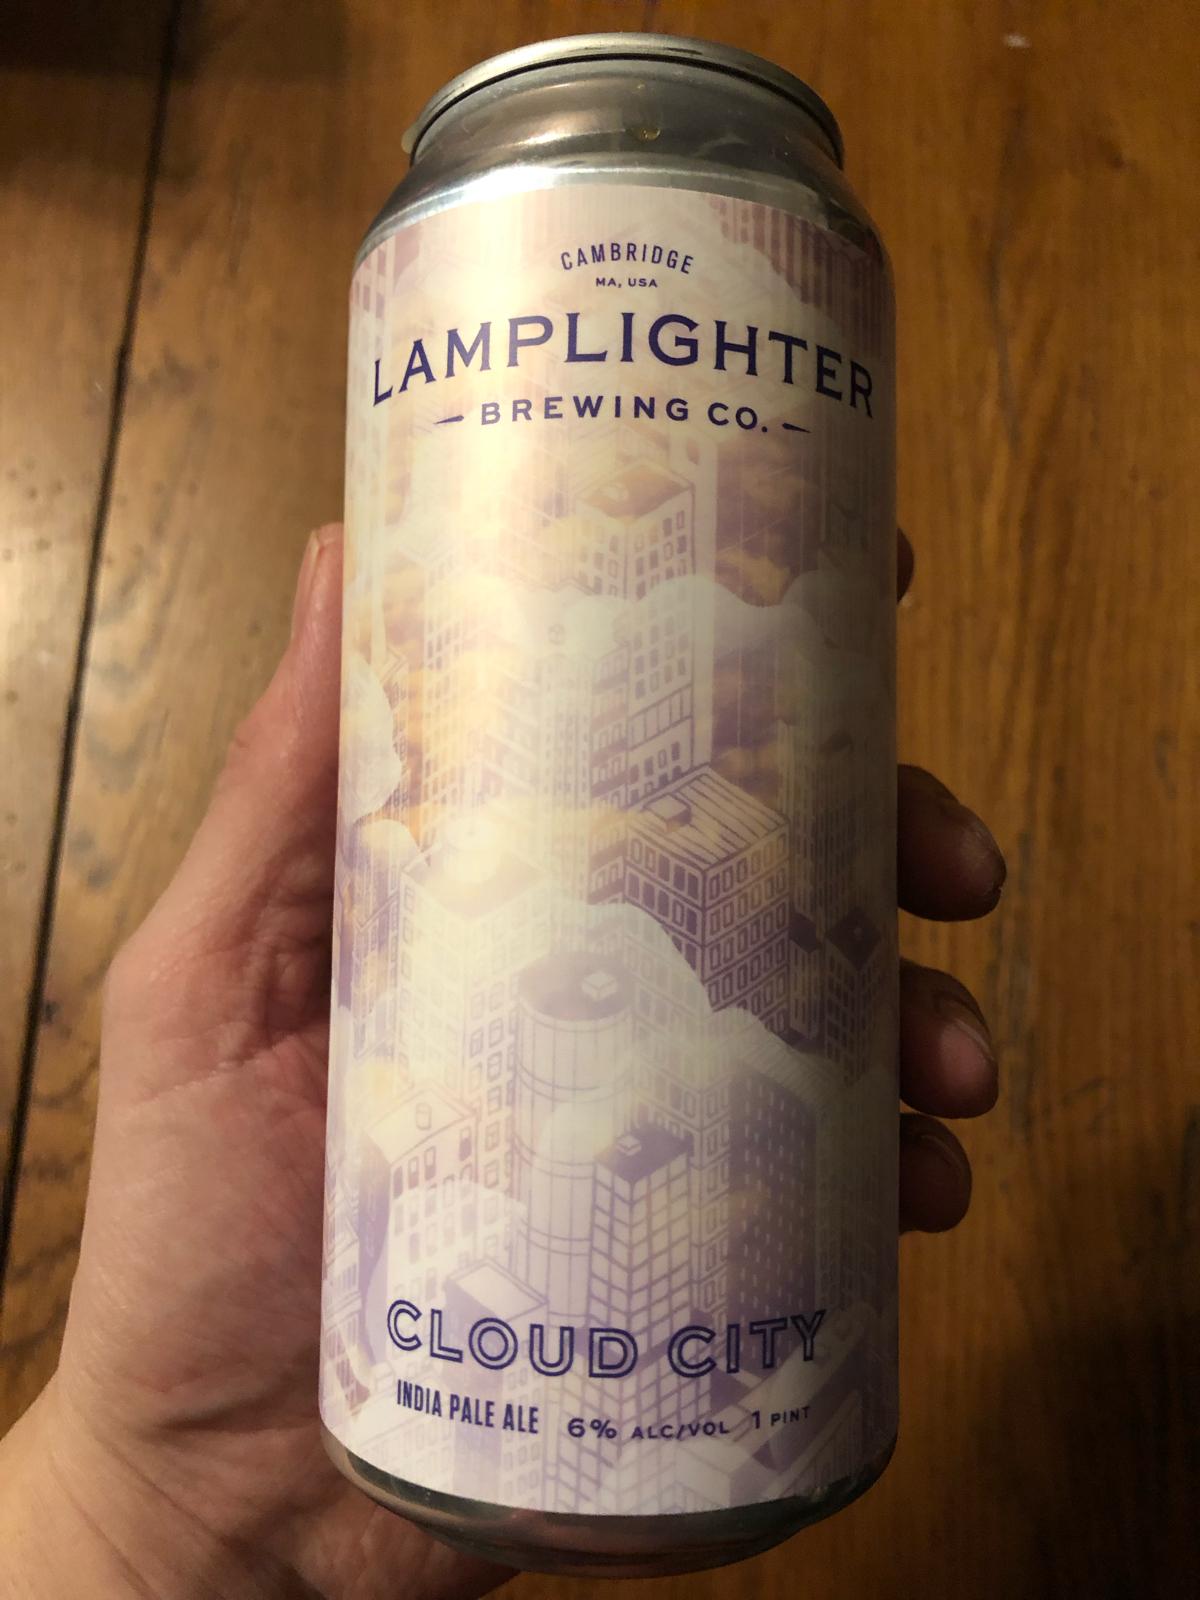 CAMBRIDGE
MA, USA
LAMPLIGHTER
BREWING CO.
CLOUD CITY
INDIA PALE ALE 6% ALC/VOL 1 PINT